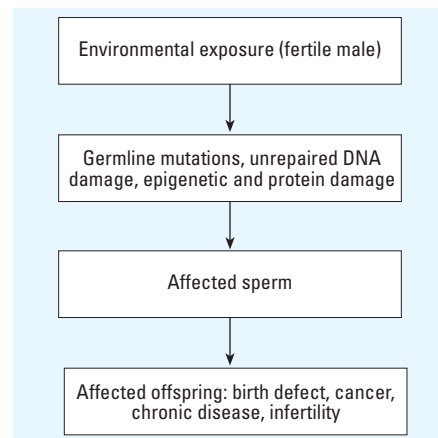 Environmental exposure (fertile male)
Germline mutations, unrepaired DNA
damage, epigenetic and protein damage
Affected sperm
Affected offspring: birth defect, cancer,
chronic disease, infertility